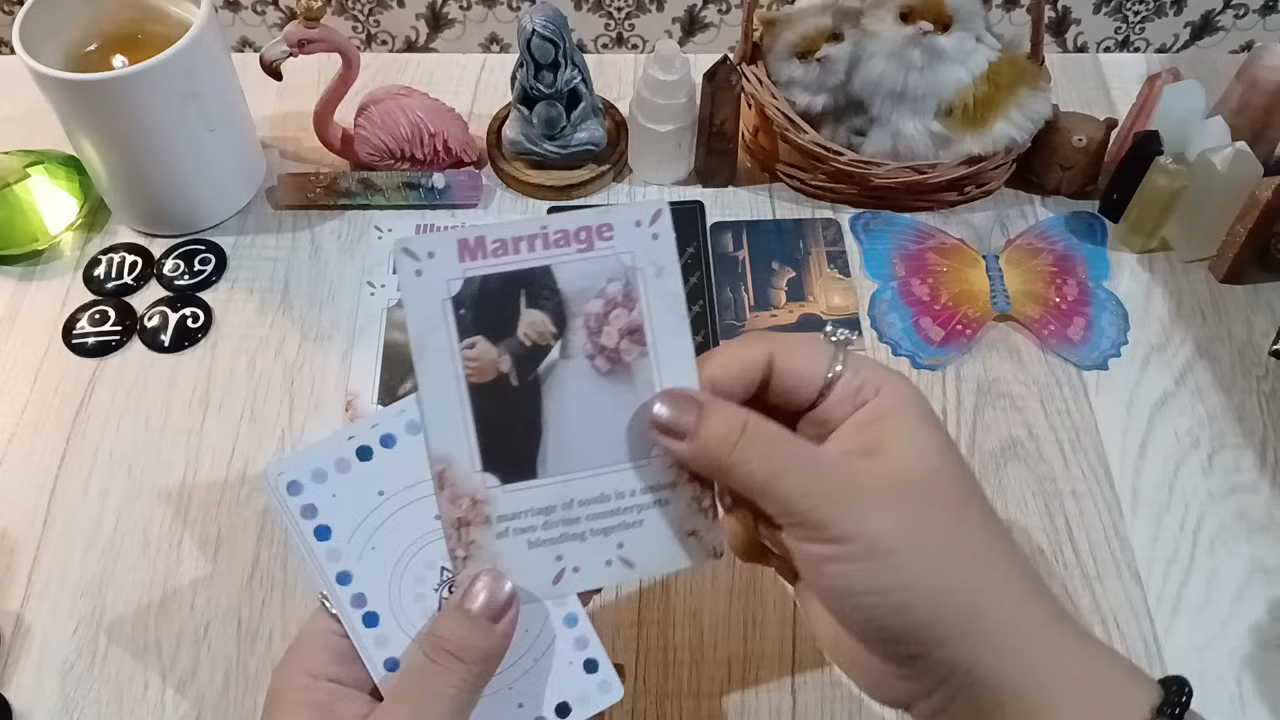 Marriage
marriage of souls is a union
of two divine counterparts
blending together